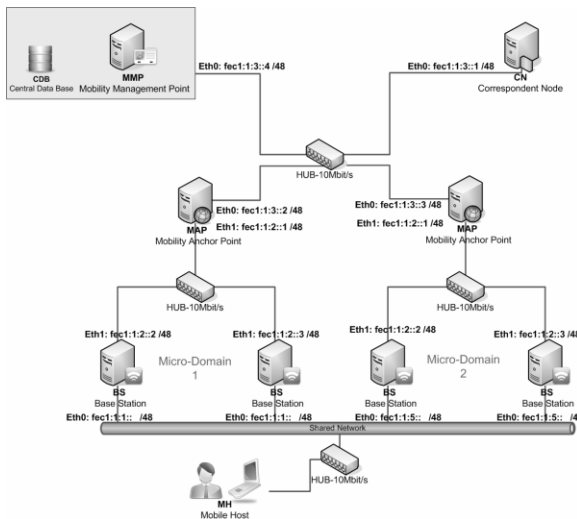 Eth0: fec1:1:3::4 /48
Eth0: fec1:1:3::1 /48
CDB
Central Data Base
MMP
Mobility Management Point
CN
Correspondent Node
HUB-10Mbit/s
Eth0: fec1:1:3::2 /48
Eth1: fec1:1:2::1 /48
MAP
Mobility Anchor Point
Eth0: fec1:1:3::3 /48
Eth1: fec1:1:2::1 /48
MAP
Mobility Anchor Point
HUB-10Mbit/s
HUB-10Mbit/s
Eth1: fec1:1:2::2 /48
Eth1: fec1:1:2::3 /48
Eth1: fec1:1:2::2 /48
Eth1: fec1:1:2::3 /48
Micro-Domain
1
Micro-Domain
2
BS
Base Station
BS
Base Station
BS
Base Station
BS
Base Station
Eth0: fec1:1:1:: /48
Eth0: fec1:1:1:: /48
Eth0: fec1:1:5:: /48
Eth0: fec1:1:5:: /4
Shared Network
HUB-10Mbit/s
MH
Mobile Host